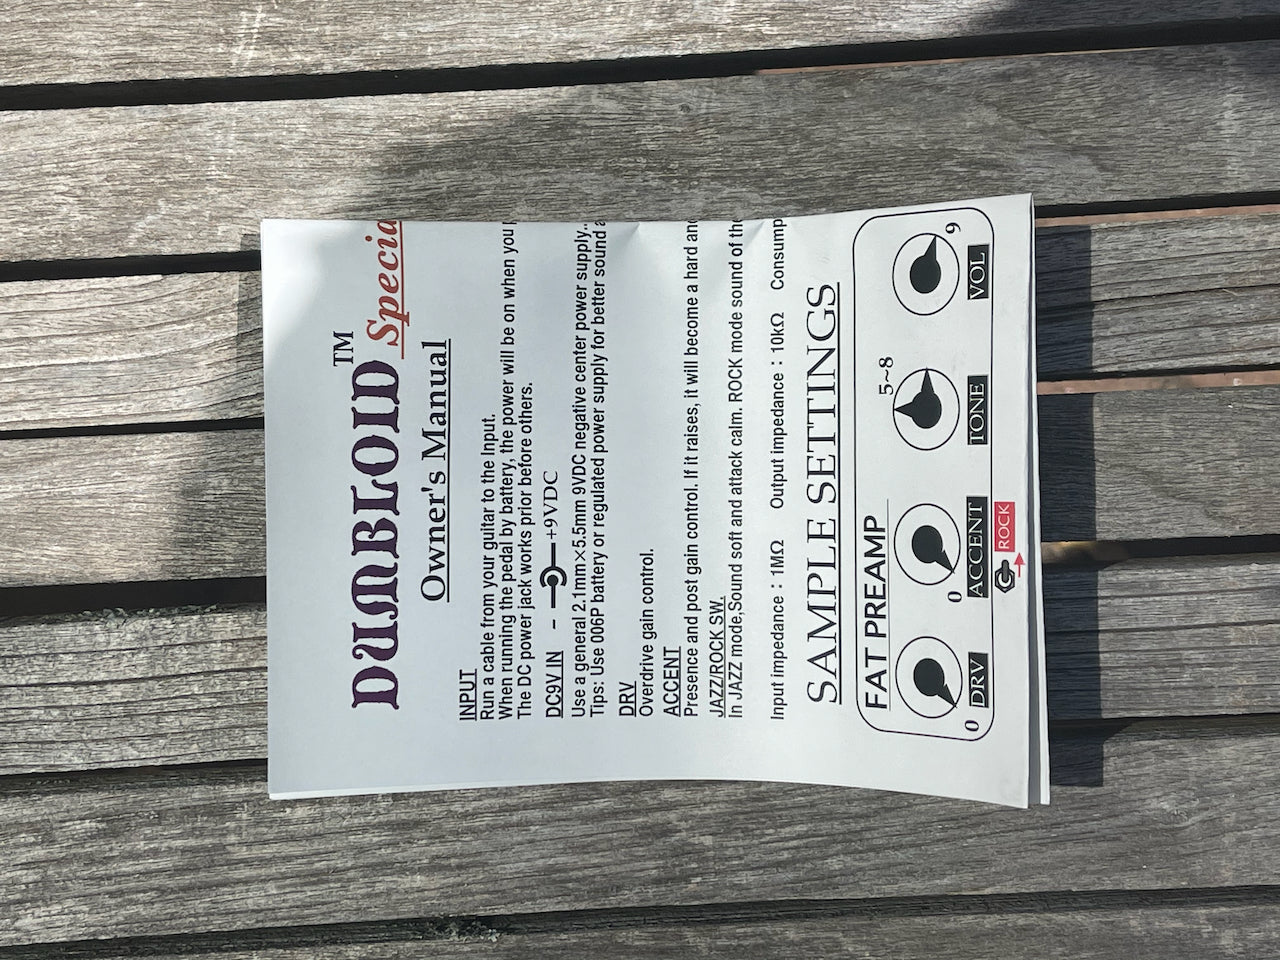 DUMBLOID™ Specia
Owner's Manual
INPUT
Run a cable from your guitar to the Input.
When running the pedal by battery, the power will be on when you
The DC power jack works prior before others.
DC9V IN – +9VDC
Use a general 2.1mm×5.5mm 9VDC negative center power supply..
Tips: Use 006P battery or regulated power supply for better sound
DRV
Overdrive gain control.
ACCENT
Presence and post gain control. If it raises, it will become a hard and
JAZZ/ROCK SW.
In JAZZ mode,Sound soft and attack calm. ROCK mode sound of the
Input impedance : 1MΩ Output impedance : 10kΩ Consump
SAMPLE SETTINGS
FAT PREAMP
5~8
0 0 9
DRV ACCENT TONE VOL
ROCK